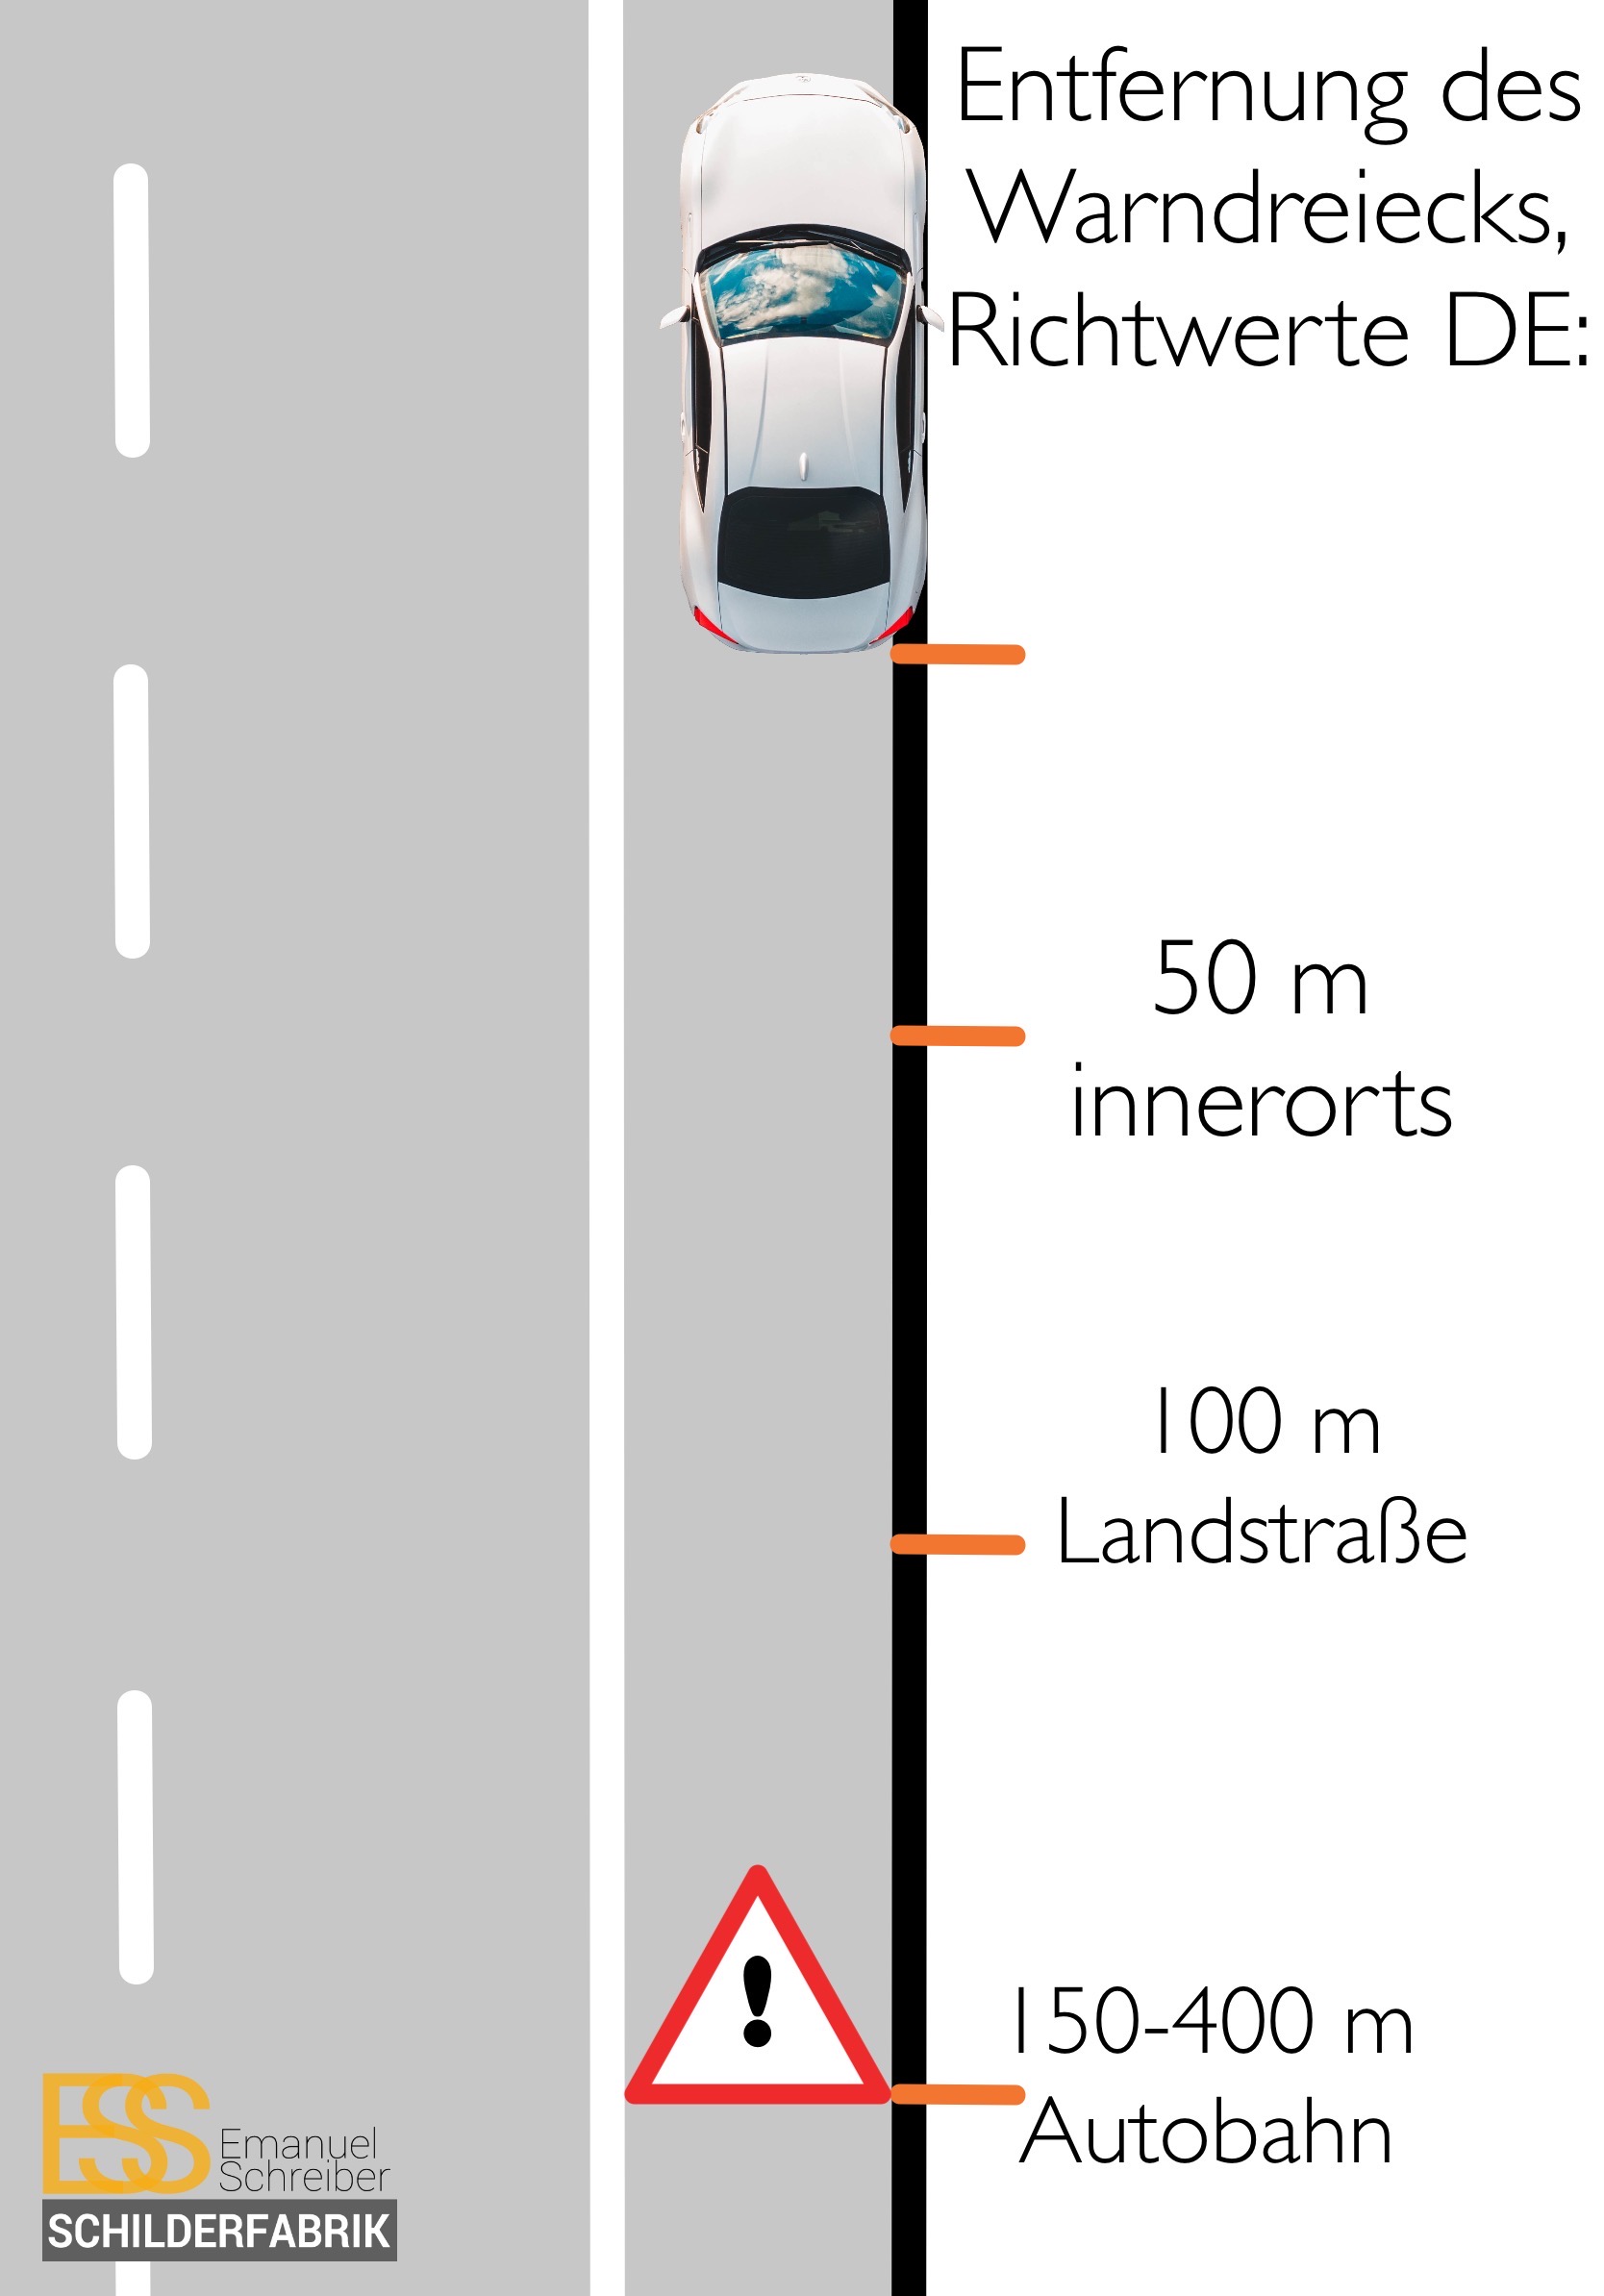 Entfernung des
Warndreiecks,
Richtwerte DE:
50 m
innerorts
100 m
Landstraße
150-400 m
Autobahn
!
ESS
Emanuel
Schreiber
SCHILDERFABRIK